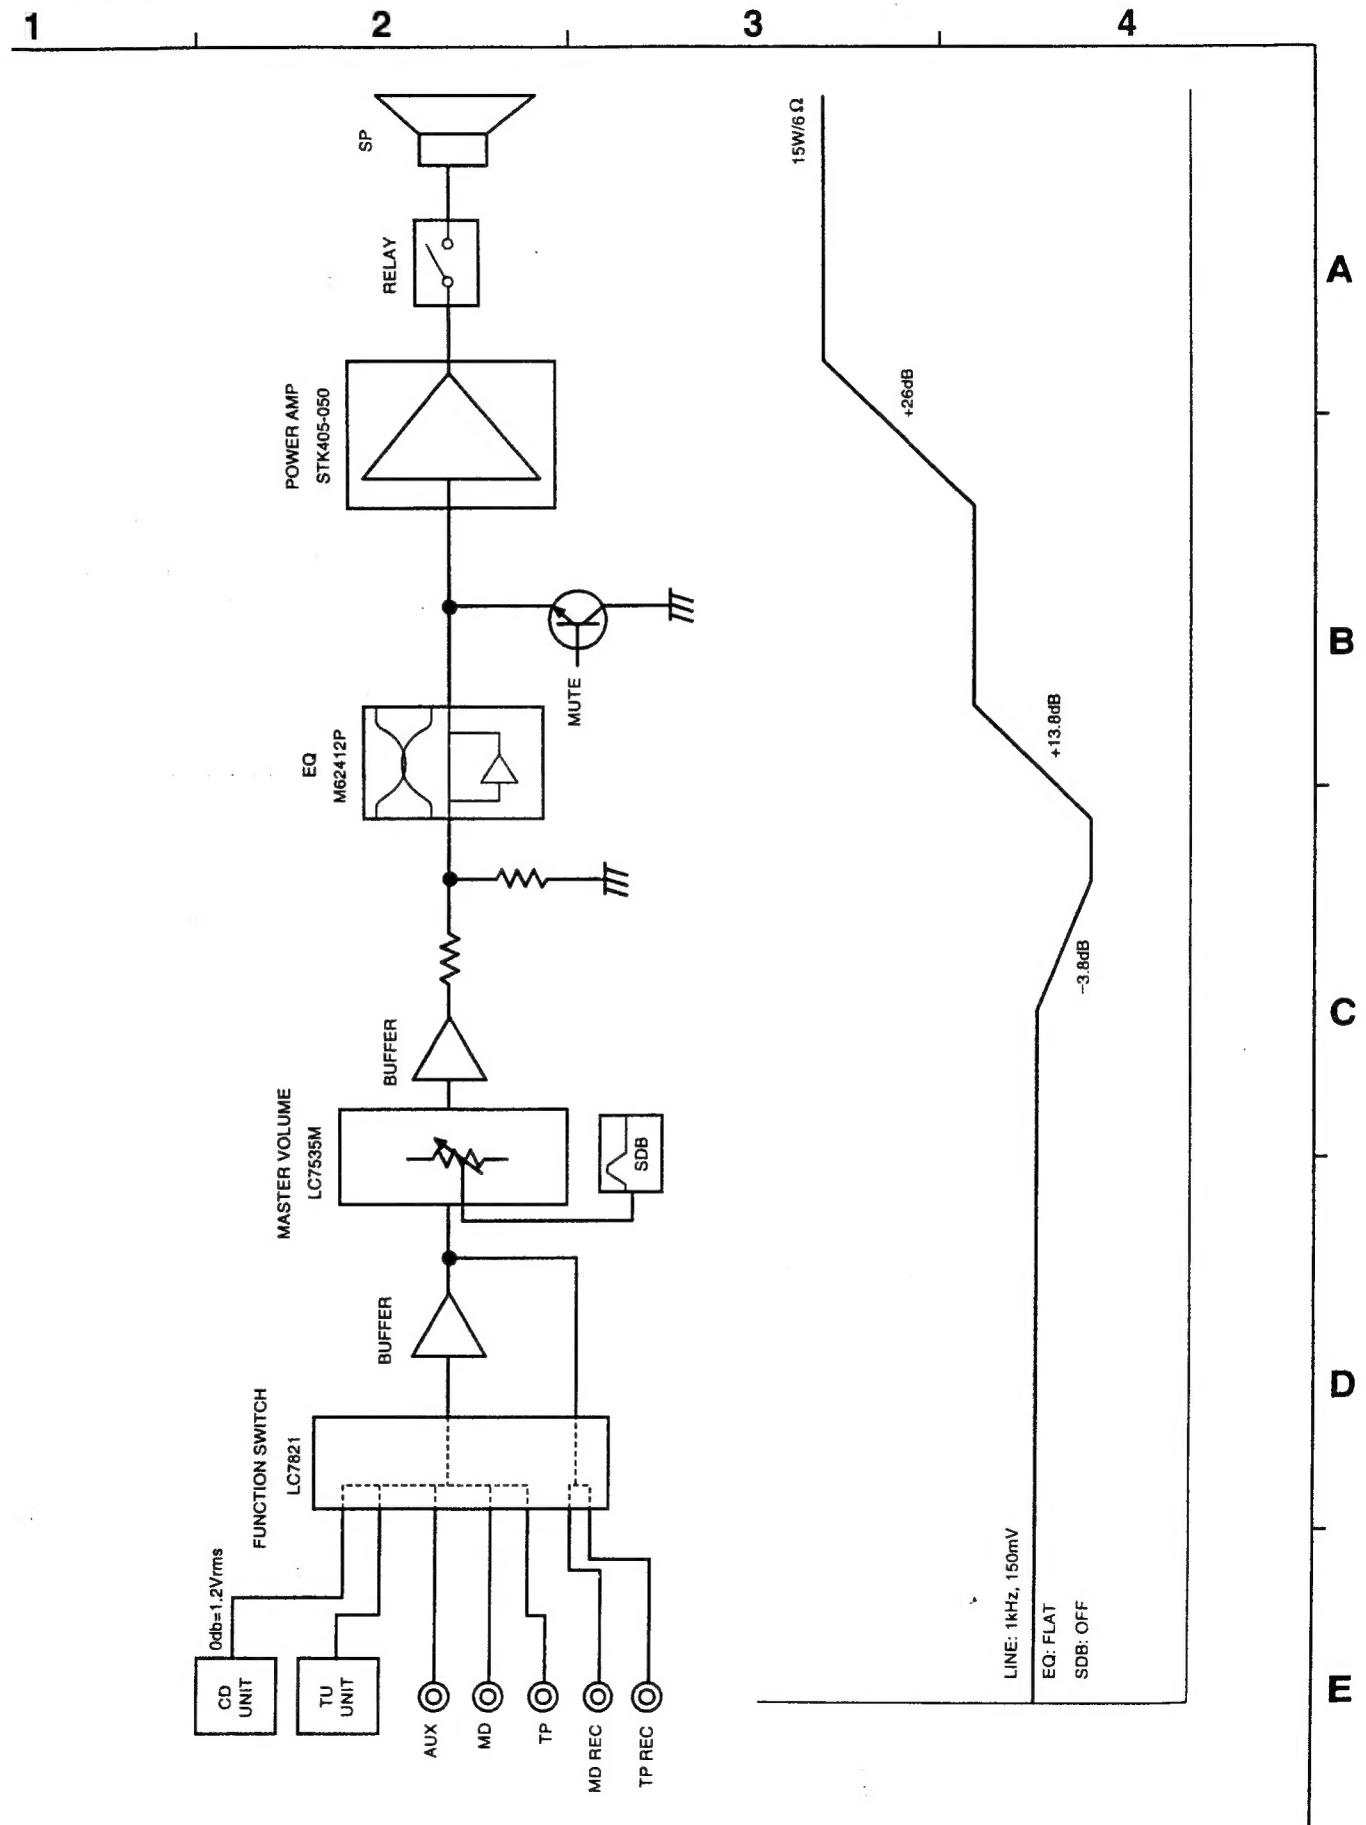 1
2
3
4
A
B
C
D
E
SP
RELAY
POWER AMP
STK405-050
MUTE
EQ
M62412P
BUFFER
MASTER VOLUME
LC7535M
SDB
BUFFER
FUNCTION SWITCH
LC7821
0db=1.2Vrms
CD
UNIT
TU
UNIT
AUX
MD
TP
MD REC
TP REC
15W/6Ω
+26dB
+13.8dB
−3.8dB
LINE: 1kHz, 150mV
EQ: FLAT
SDB: OFF